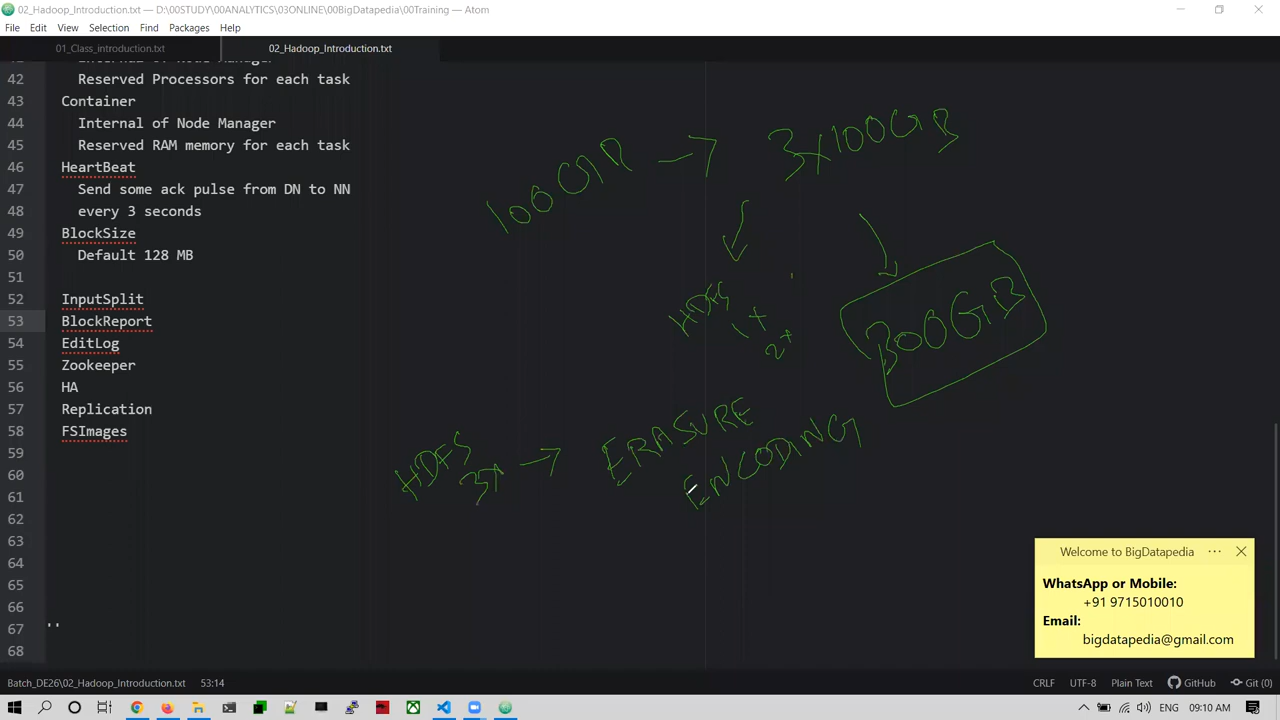 02_Hadoop_Introduction.txt — D:\00STUDY\00ANALYTICS\03ONLINE\00BigDatapedia\00Training — Atom
File Edit View Selection Find Packages Help
01_Class_introduction.txt 02_Hadoop_Introduction.txt
42 Reserved Processors for each task
43 Container
44 Internal of Node Manager
45 Reserved RAM memory for each task
46 HeartBeat
47 Send some ack pulse from DN to NN
48 every 3 seconds
49 BlockSize
50 Default 128 MB
51
52 InputSplit
53 BlockReport
54 EditLog
55 Zookeeper
56 HA
57 Replication
58 FSImages
59
60
61
62
63
64
65
66
67 ''
68
100GB → 3x100GB
HDFS
1x
2x
300GB
HDFS
3x → ERASURE
ENCODING
Welcome to BigDatapedia ···
WhatsApp or Mobile:
+91 9715010010
Email:
bigdatapedia@gmail.com
Batch_DE26\02_Hadoop_Introduction.txt 53:14 CRLF UTF-8 Plain Text GitHub Git (0)
ENG 09:10 AM